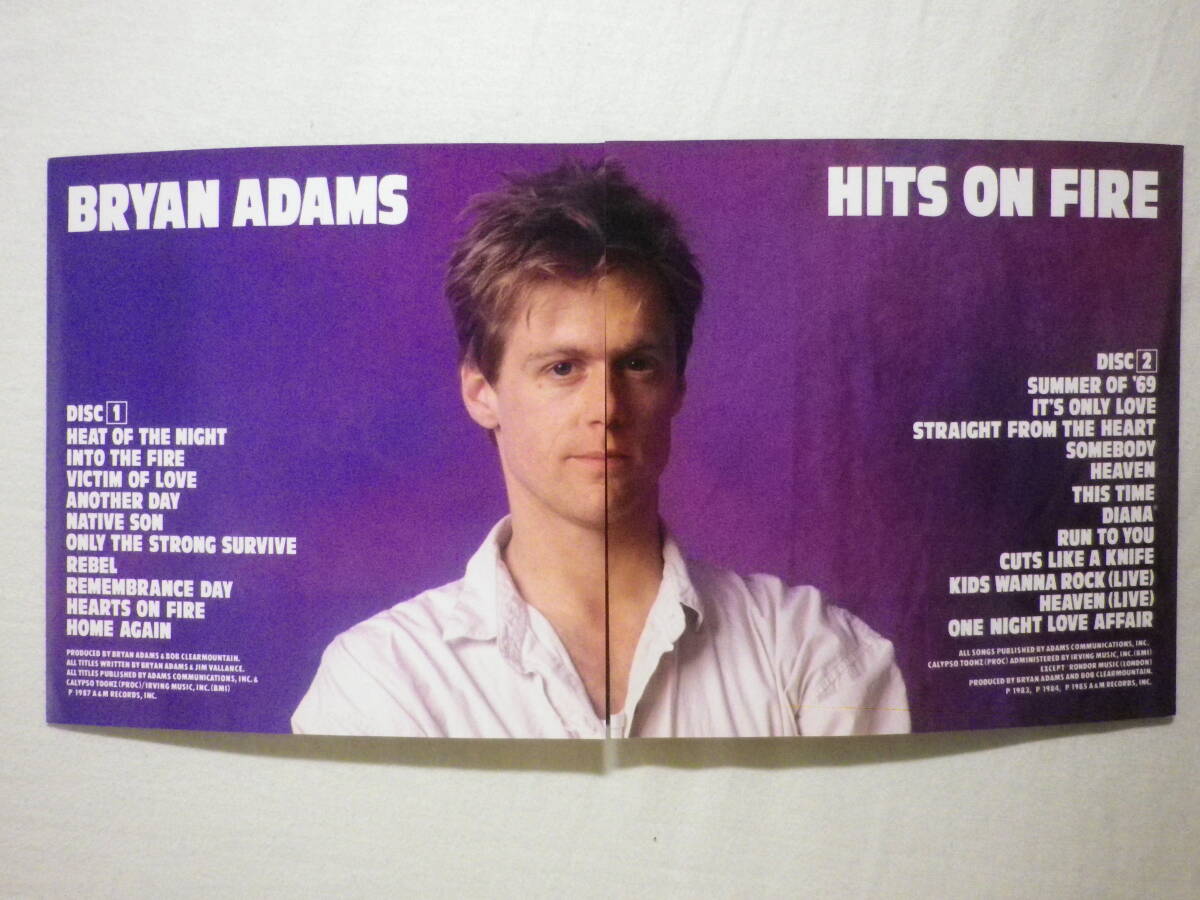 BRYAN ADAMS
HITS ON FIRE
DISC 1
HEAT OF THE NIGHT
INTO THE FIRE
VICTIM OF LOVE
ANOTHER DAY
NATIVE SON
ONLY THE STRONG SURVIVE
REBEL
REMEMBRANCE DAY
HEARTS ON FIRE
HOME AGAIN
PRODUCED BY BRYAN ADAMS & BOB CLEARMOUNTAIN.
ALL TITLES WRITTEN BY BRYAN ADAMS & JIM VALLANCE.
ALL TITLES PUBLISHED BY ADAMS COMMUNICATIONS, INC. &
CALYPSO TOONZ (PROC)/IRVING MUSIC, INC. (BMI)
P 1987 A&M RECORDS, INC.
DISC 2
SUMMER OF '69
IT'S ONLY LOVE
STRAIGHT FROM THE HEART
SOMEBODY
HEAVEN
THIS TIME
DIANA*
RUN TO YOU
CUTS LIKE A KNIFE
KIDS WANNA ROCK (LIVE)
HEAVEN (LIVE)
ONE NIGHT LOVE AFFAIR
ALL SONGS PUBLISHED BY ADAMS COMMUNICATIONS, INC.,
CALYPSO TOONZ (PROC) ADMINISTERED BY IRVING MUSIC, INC. (BMI)
EXCEPT *RONDOR MUSIC (LONDON)
PRODUCED BY BRYAN ADAMS AND BOB CLEARMOUNTAIN.
P 1983, P 1984, P 1985 A&M RECORDS, INC.